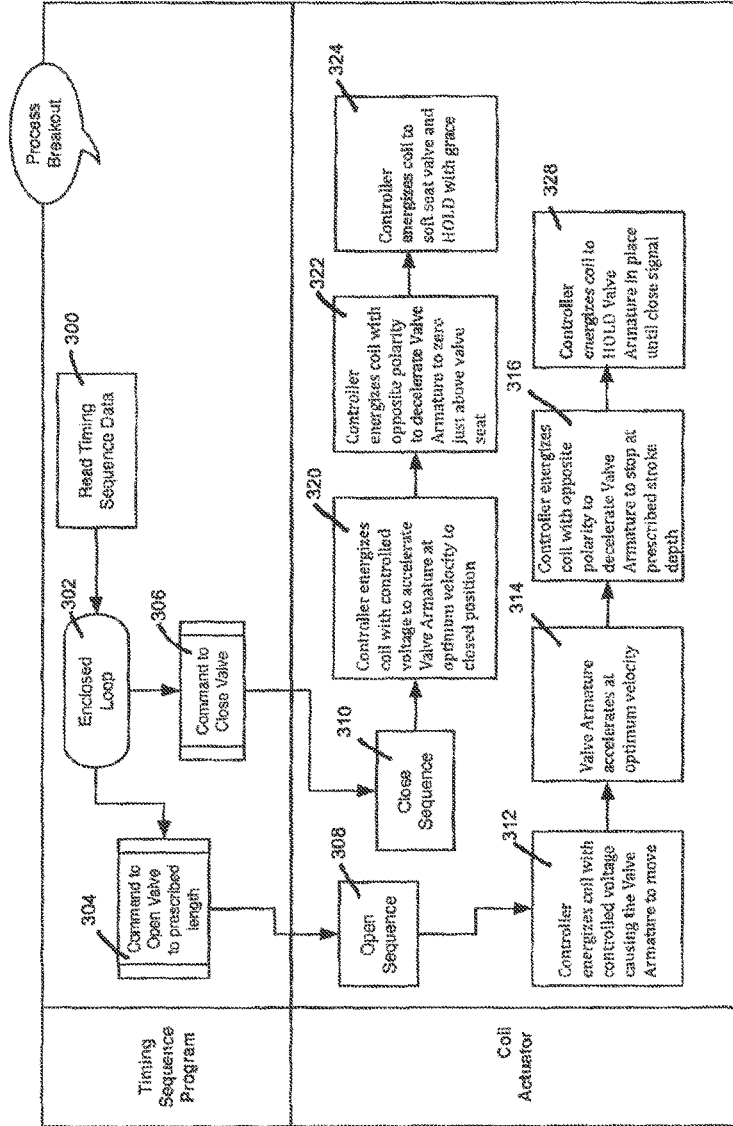 Process
Breakout
Timing
Sequence
Program
300
Read Timing
Sequence Data
302
Enclosed
Loop
304
Command to
Open Valve
to prescribed
length
306
Command to
Close Valve
Coil
Actuator
308
Open
Sequence
310
Close
Sequence
320
Controller energizes
coil with controlled
voltage to accelerate
Valve Armature at
optimum velocity to
closed position
322
Controller
energizes coil with
opposite polarity
to decelerate Valve
Armature to zero
just above valve
seat
324
Controller
energizes coil to
soft seat valve and
HOLD with grace
312
Controller
energizes coil with
controlled voltage
causing the Valve
Armature to move
314
Valve Armature
accelerates at
optimum velocity
316
Controller energizes
coil with opposite
polarity to
decelerate Valve
Armature to stop at
prescribed stroke
depth
328
Controller
energizes coil to
HOLD Valve
Armature in place
until close signal